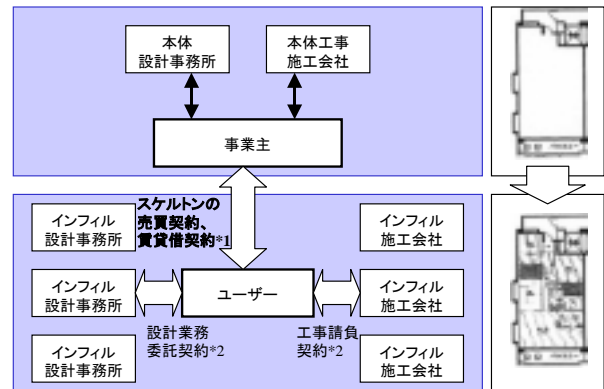 本体
設計事務所
本体工事
施工会社
事業主
スケルトンの
売買契約、
賃貸借契約*1
インフィル
設計事務所
インフィル
施工会社
インフィル
設計事務所
ユーザー
インフィル
施工会社
設計業務
委託契約*2
工事請負
契約*2
インフィル
設計事務所
インフィル
施工会社